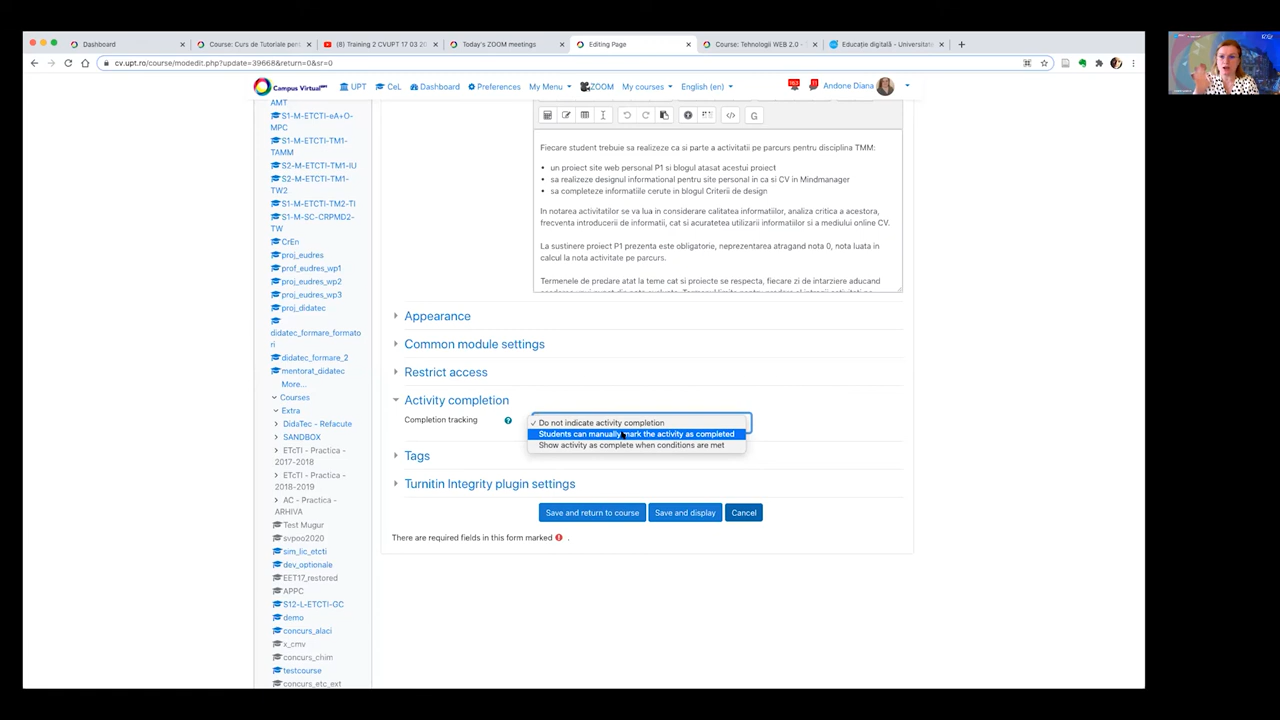 Dashboard
Course: Curs de Tutoriale pen
(8) Training 2 CVUPT 17 03 20
Today's ZOOM meetings
Editing Page
Course: Tehnologii WEB 2.0 -
Educație digitală - Universitate
cv.upt.ro/course/modedit.php?update=39668&return=0&sr=0
Campus Virtual
UPT
CeL
Dashboard
Preferences
My Menu
ZOOM
My courses
English (en)
Andone Diana
AMT
S1-M-ETCTI-eA+O-
MPC
S1-M-ETCTI-TM1-
TAMM
S2-M-ETCTI-TM1-IU
S2-M-ETCTI-TM1-
TW2
S1-M-ETCTI-TM2-TI
S1-M-SC-CRPMD2-
TW
CrEn
proj_eudres
prof_eudres_wp1
proj_eudres_wp2
proj_eudres_wp3
proj_didatec
didatec_formare_formato
ri
didatec_formare_2
mentorat_didatec
More...
Courses
Extra
DidaTec - Refacute
SANDBOX
ETcTI - Practica -
2017-2018
ETcTI - Practica -
2018-2019
AC - Practica -
ARHIVA
Test Mugur
svpoo2020
sim_lic_etcti
dev_optionale
EET17_restored
APPC
S12-L-ETCTI-GC
demo
concurs_alaci
x_cmv
concurs_chim
testcourse
concurs_etc_ext
Fiecare student trebuie sa realizeze ca si parte a activitatii pe parcurs pentru disciplina TMM:
• un proiect site web personal P1 si blogul atasat acestui proiect
• sa realizeze designul informational pentru site personal in ca si CV in Mindmanager
• sa completeze informatiile cerute in blogul Criterii de design
In notarea activitatilor se va lua in considerare calitatea informatiilor, analiza critica a acestora,
frecventa introducerii de informatii, cat si acuratetea utilizarii informatiilor si a mediului online CV.
La sustinere proiect P1 prezenta este obligatorie, neprezentarea atragand nota 0, nota luata in
calcul la nota activitate pe parcurs.
Termenele de predare atat la teme cat si proiecte se respecta, fiecare zi de intarziere aducand
Appearance
Common module settings
Restrict access
Activity completion
Completion tracking
✓ Do not indicate activity completion
Students can manually mark the activity as completed
Show activity as complete when conditions are met
Tags
Turnitin Integrity plugin settings
Save and return to course
Save and display
Cancel
There are required fields in this form marked .